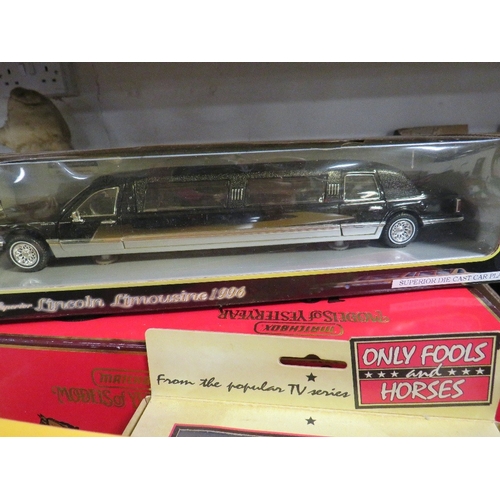 Lincoln Limousine 1996
SUPERIOR DIE CAST CAR
MODELS OF YESTERYEAR
MATCHBOX
ONLY FOOLS
and
HORSES
From the popular TV series